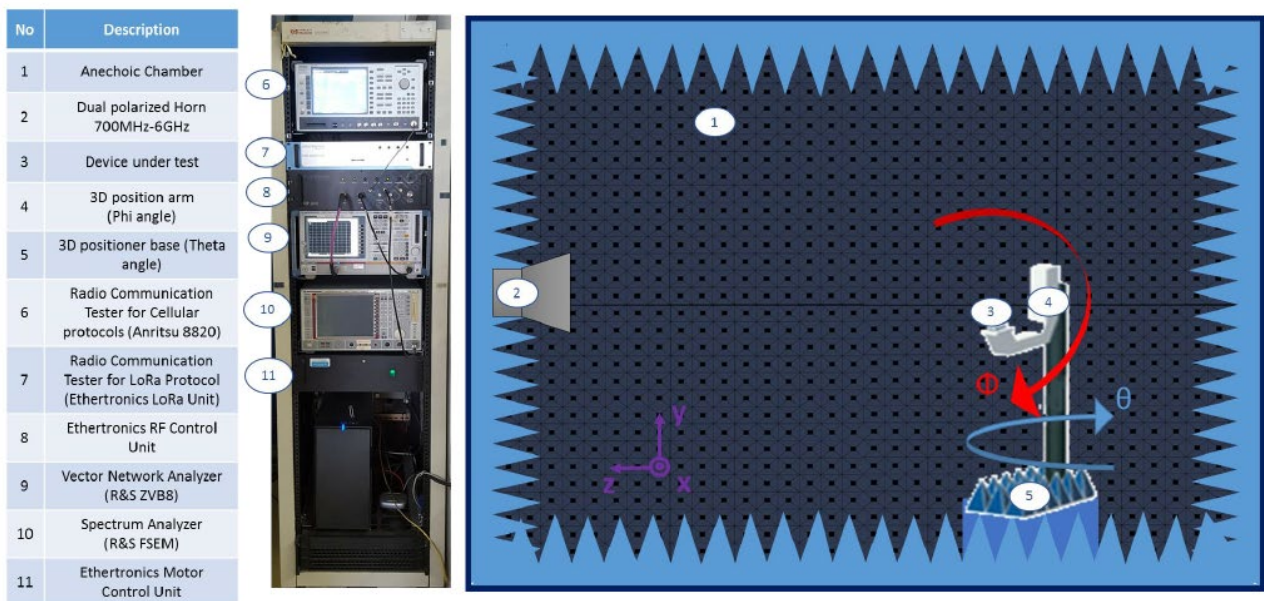 No Description
1 Anechoic Chamber
2 Dual polarized Horn
700MHz-6GHz
3 Device under test
4 3D position arm
(Phi angle)
5 3D positioner base (Theta
angle)
6 Radio Communication
Tester for Cellular
protocols (Anritsu 8820)
7 Radio Communication
Tester for LoRa Protocol
(Ethertronics LoRa Unit)
8 Ethertronics RF Control
Unit
9 Vector Network Analyzer
(R&S ZVB8)
10 Spectrum Analyzer
(R&S FSEM)
11 Ethertronics Motor
Control Unit
6
7
8
9
10
11
1
2
3
4
Φ
θ
y
z
x
5